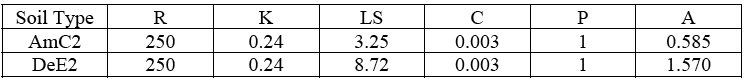 Soil Type R K LS C P A
AmC2 250 0.24 3.25 0.003 1 0.585
DeE2 250 0.24 8.72 0.003 1 1.570